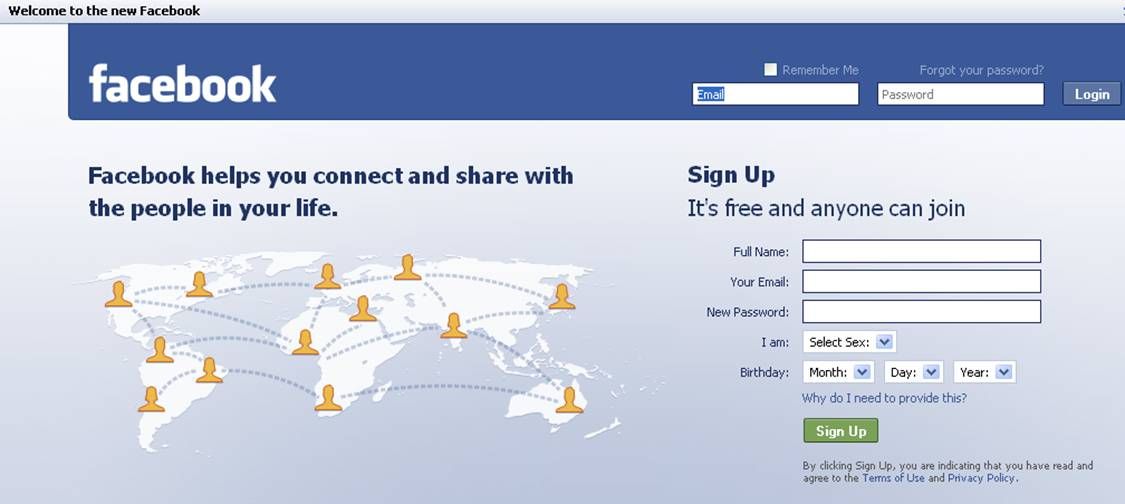 Welcome to the new Facebook
facebook
Remember Me
Forgot your password?
Email
Password
Login
Facebook helps you connect and share with
the people in your life.
Sign Up
It's free and anyone can join
Full Name:
Your Email:
New Password:
I am: Select Sex:
Birthday: Month: Day: Year:
Why do I need to provide this?
Sign Up
By clicking Sign Up, you are indicating that you have read and
agree to the Terms of Use and Privacy Policy.